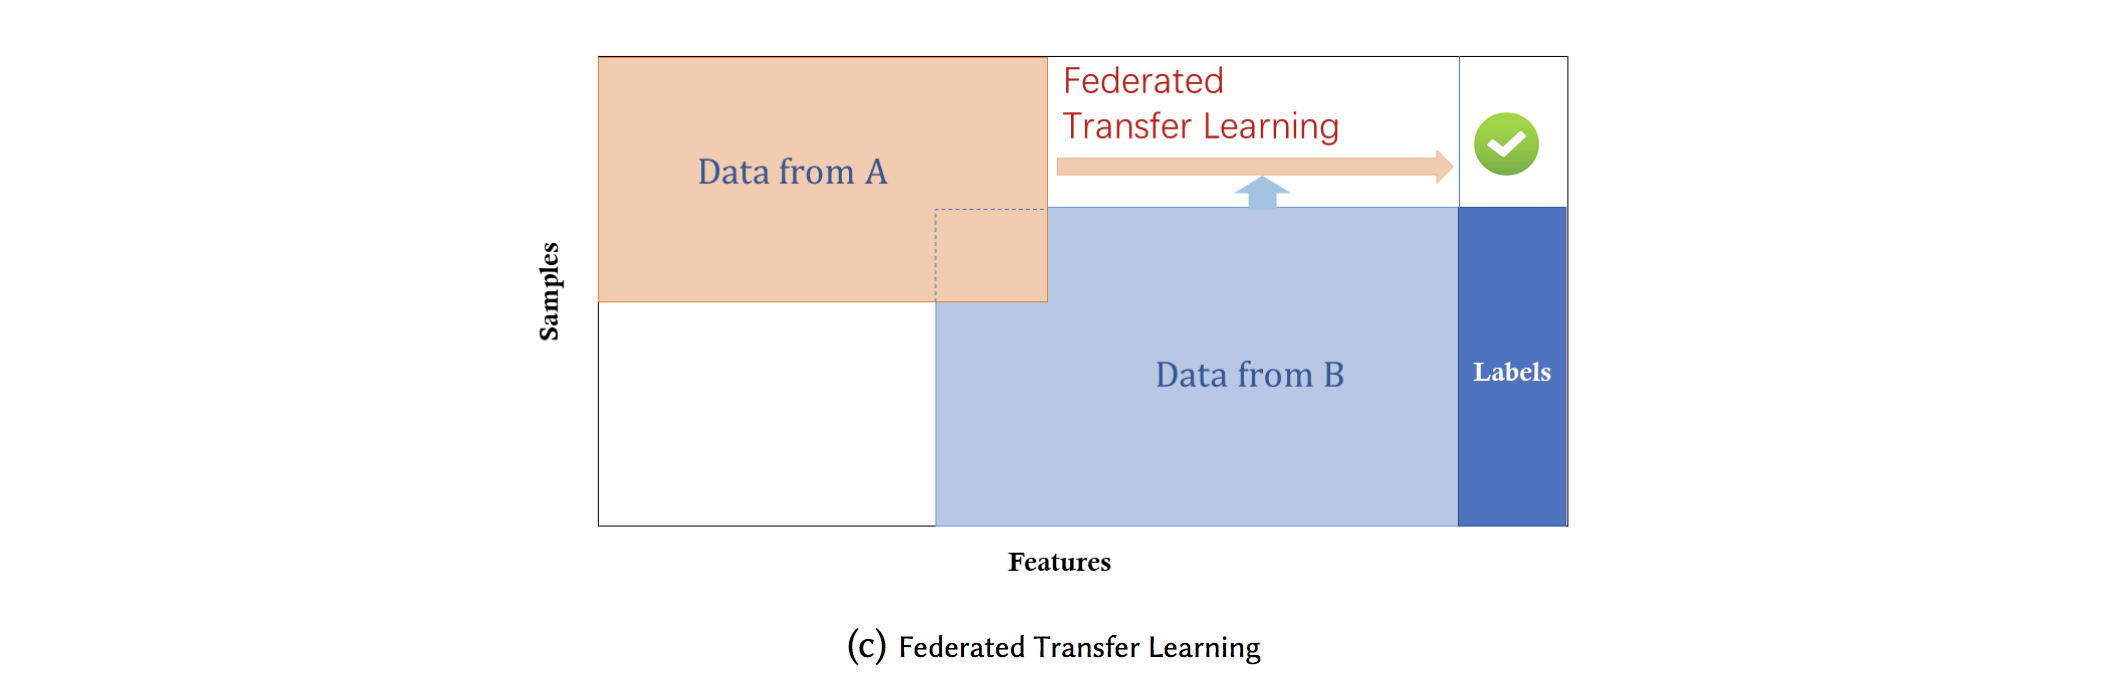 Federated
Transfer Learning
Data from A
Samples
Data from B
Labels
Features
(c) Federated Transfer Learning